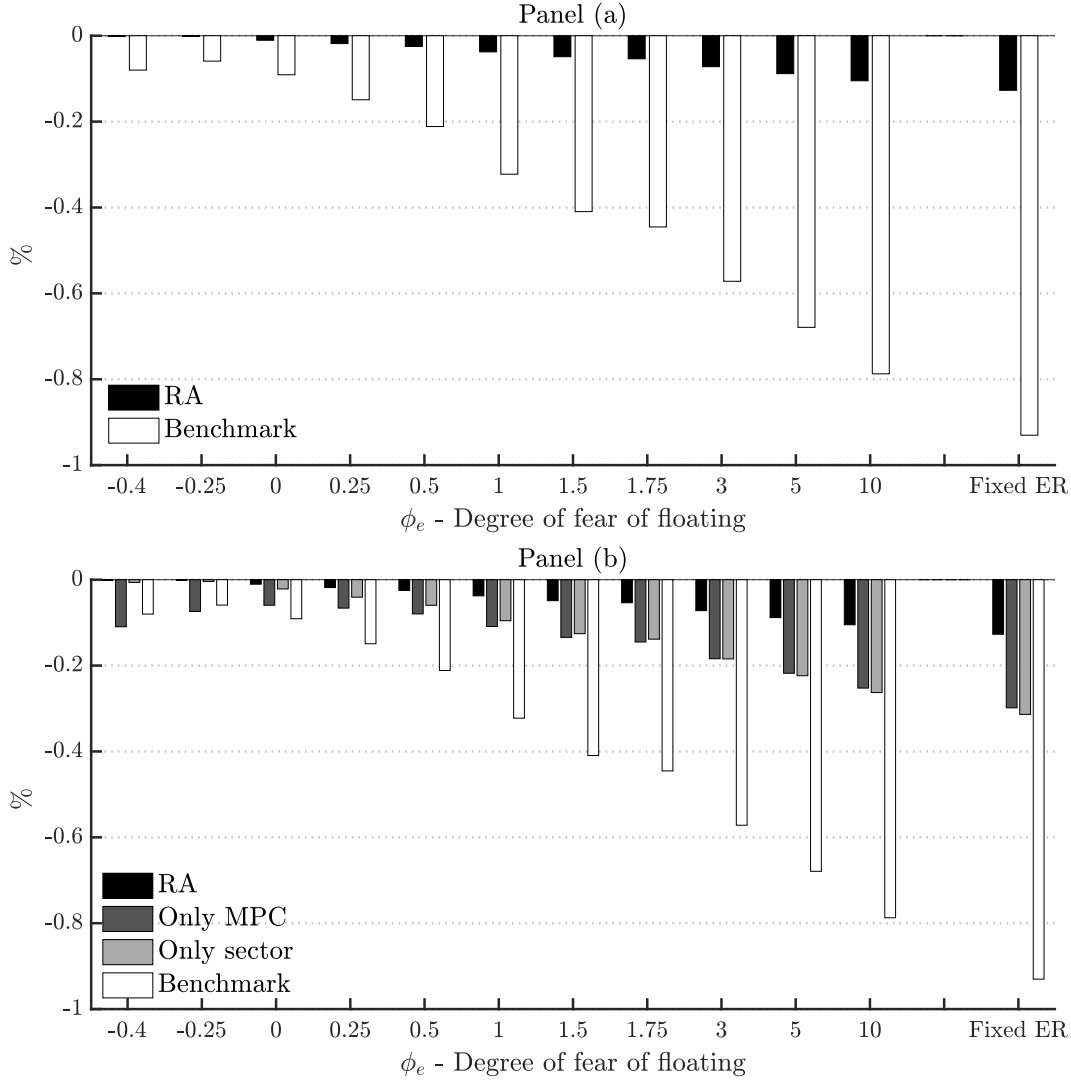 Panel (a)
0
-0.2
-0.4
-0.6
-0.8
-1
%
RA
Benchmark
-0.4 -0.25 0 0.25 0.5 1 1.5 1.75 3 5 10 Fixed ER
ϕₑ - Degree of fear of floating
Panel (b)
0
-0.2
-0.4
-0.6
-0.8
-1
%
RA
Only MPC
Only sector
Benchmark
-0.4 -0.25 0 0.25 0.5 1 1.5 1.75 3 5 10 Fixed ER
ϕₑ - Degree of fear of floating